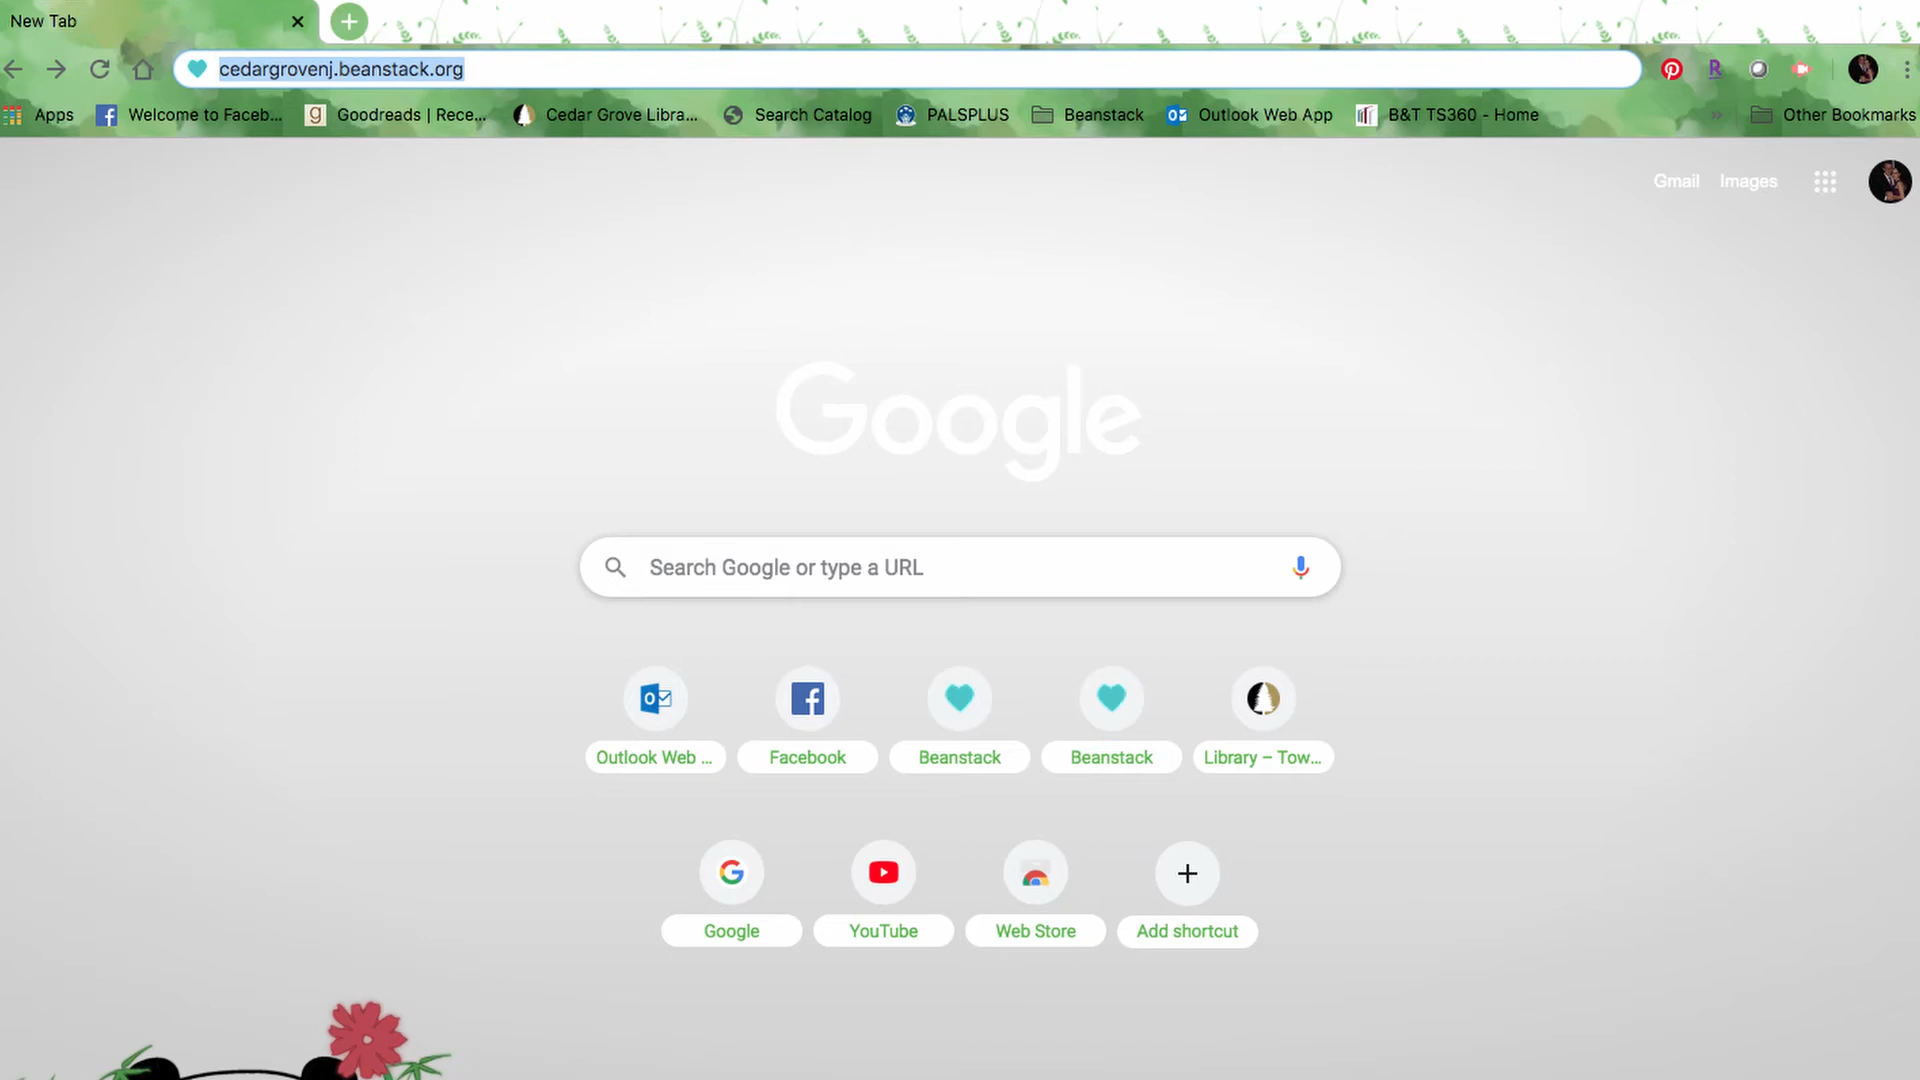 New Tab
cedargrovenj.beanstack.org
Apps Welcome to Faceb... Goodreads | Rece... Cedar Grove Libra... Search Catalog PALSPLUS Beanstack Outlook Web App B&T TS360 - Home » Other Bookmarks
Gmail Images
Google
Search Google or type a URL
Outlook Web ... Facebook Beanstack Beanstack Library – Tow...
Google YouTube Web Store Add shortcut